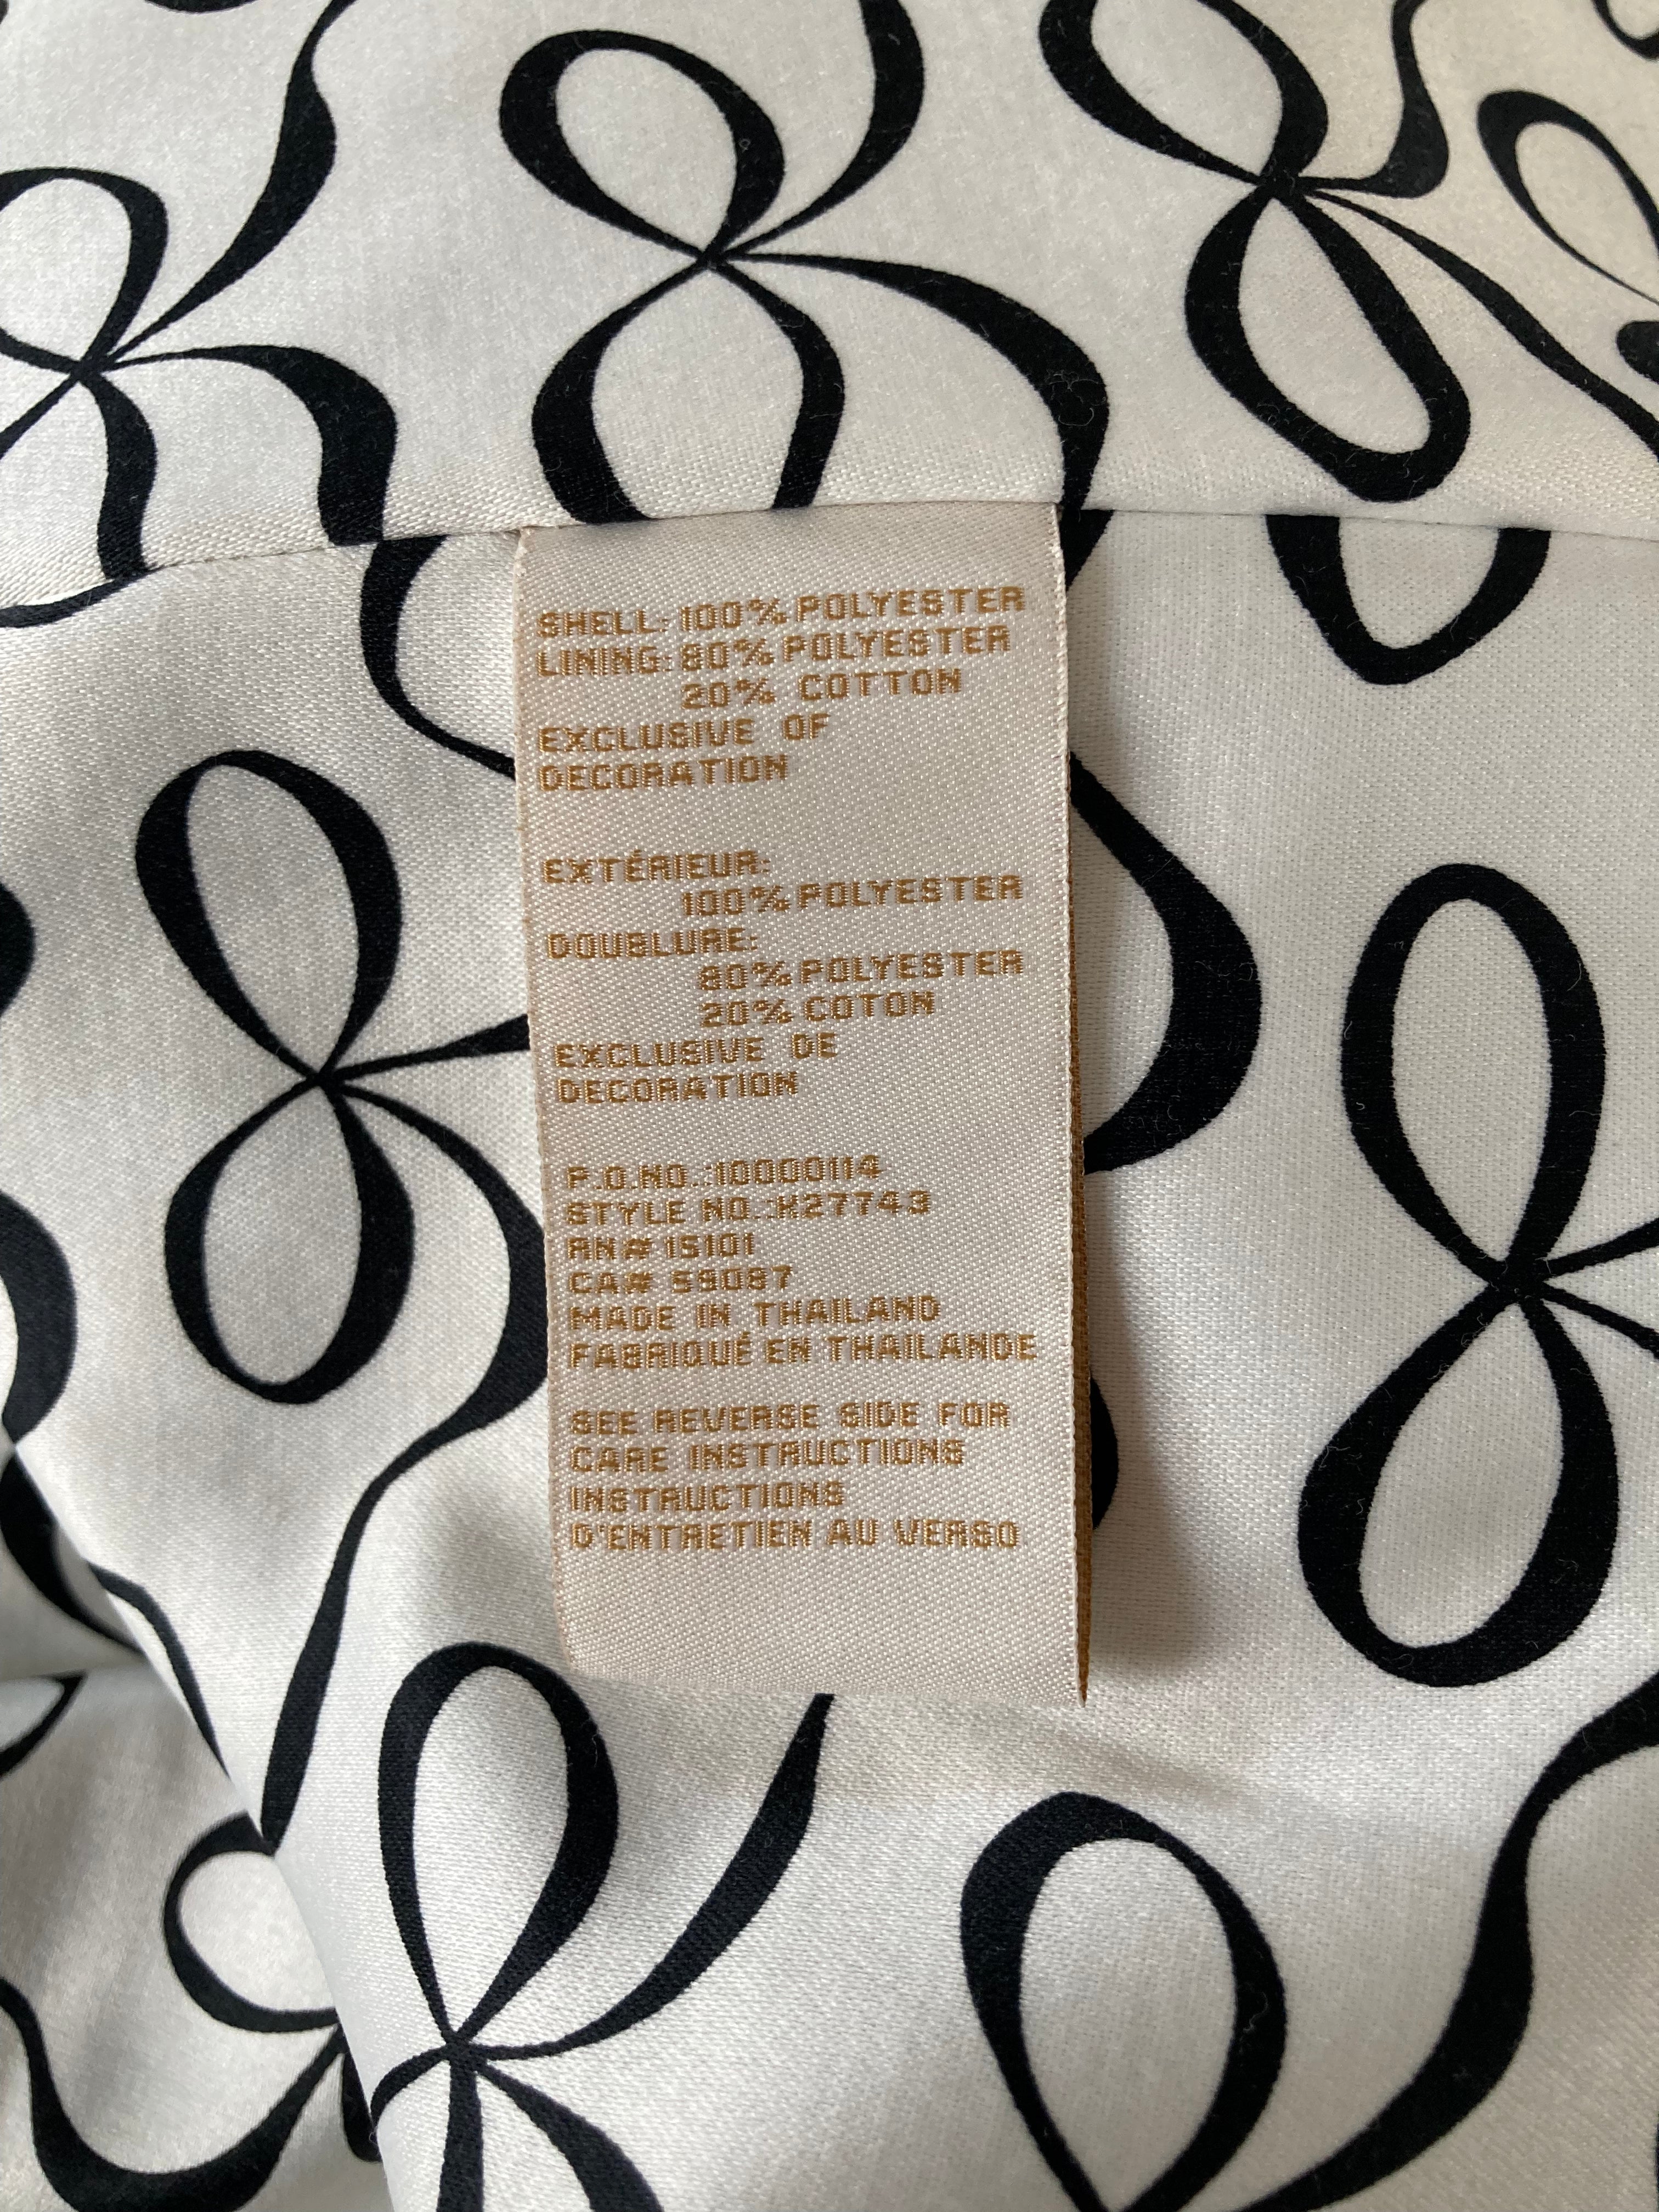 SHELL: 100% POLYESTER
LINING: 80% POLYESTER
20% COTTON
EXCLUSIVE OF
DECORATION
EXTÉRIEUR:
100% POLYESTER
DOUBLURE:
80% POLYESTER
20% COTON
EXCLUSIVE DE
DECORATION
P.O.NO.:10000114
STYLE NO.:K27743
RN# 15101
CA# 59087
MADE IN THAILAND
FABRIQUÉ EN THAILANDE
SEE REVERSE SIDE FOR
CARE INSTRUCTIONS
INSTRUCTIONS
D'ENTRETIEN AU VERSO